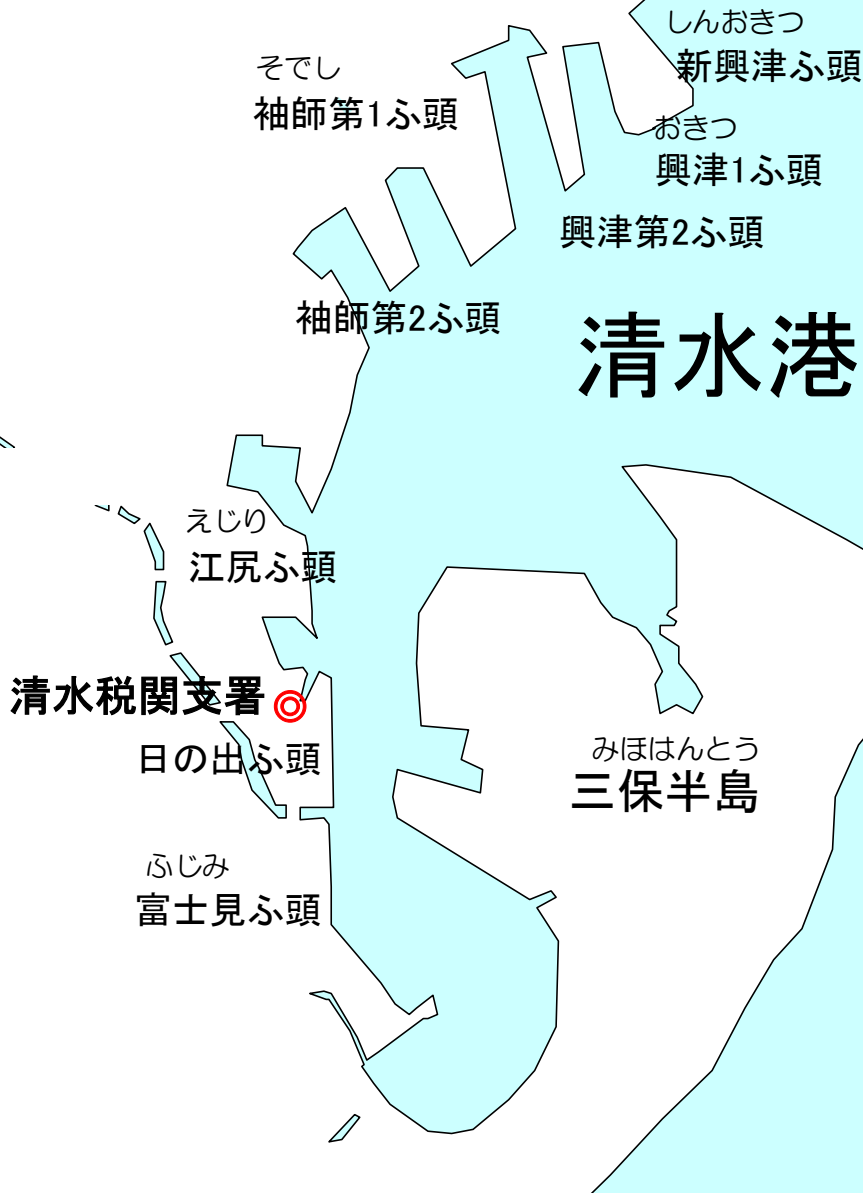 しんおきつ
新興津ふ頭
そでし
袖師第1ふ頭
おきつ
興津1ふ頭
興津第2ふ頭
袖師第2ふ頭
清水港
えじり
江尻ふ頭
清水税関支署
日の出ふ頭
みほはんとう
三保半島
ふじみ
富士見ふ頭